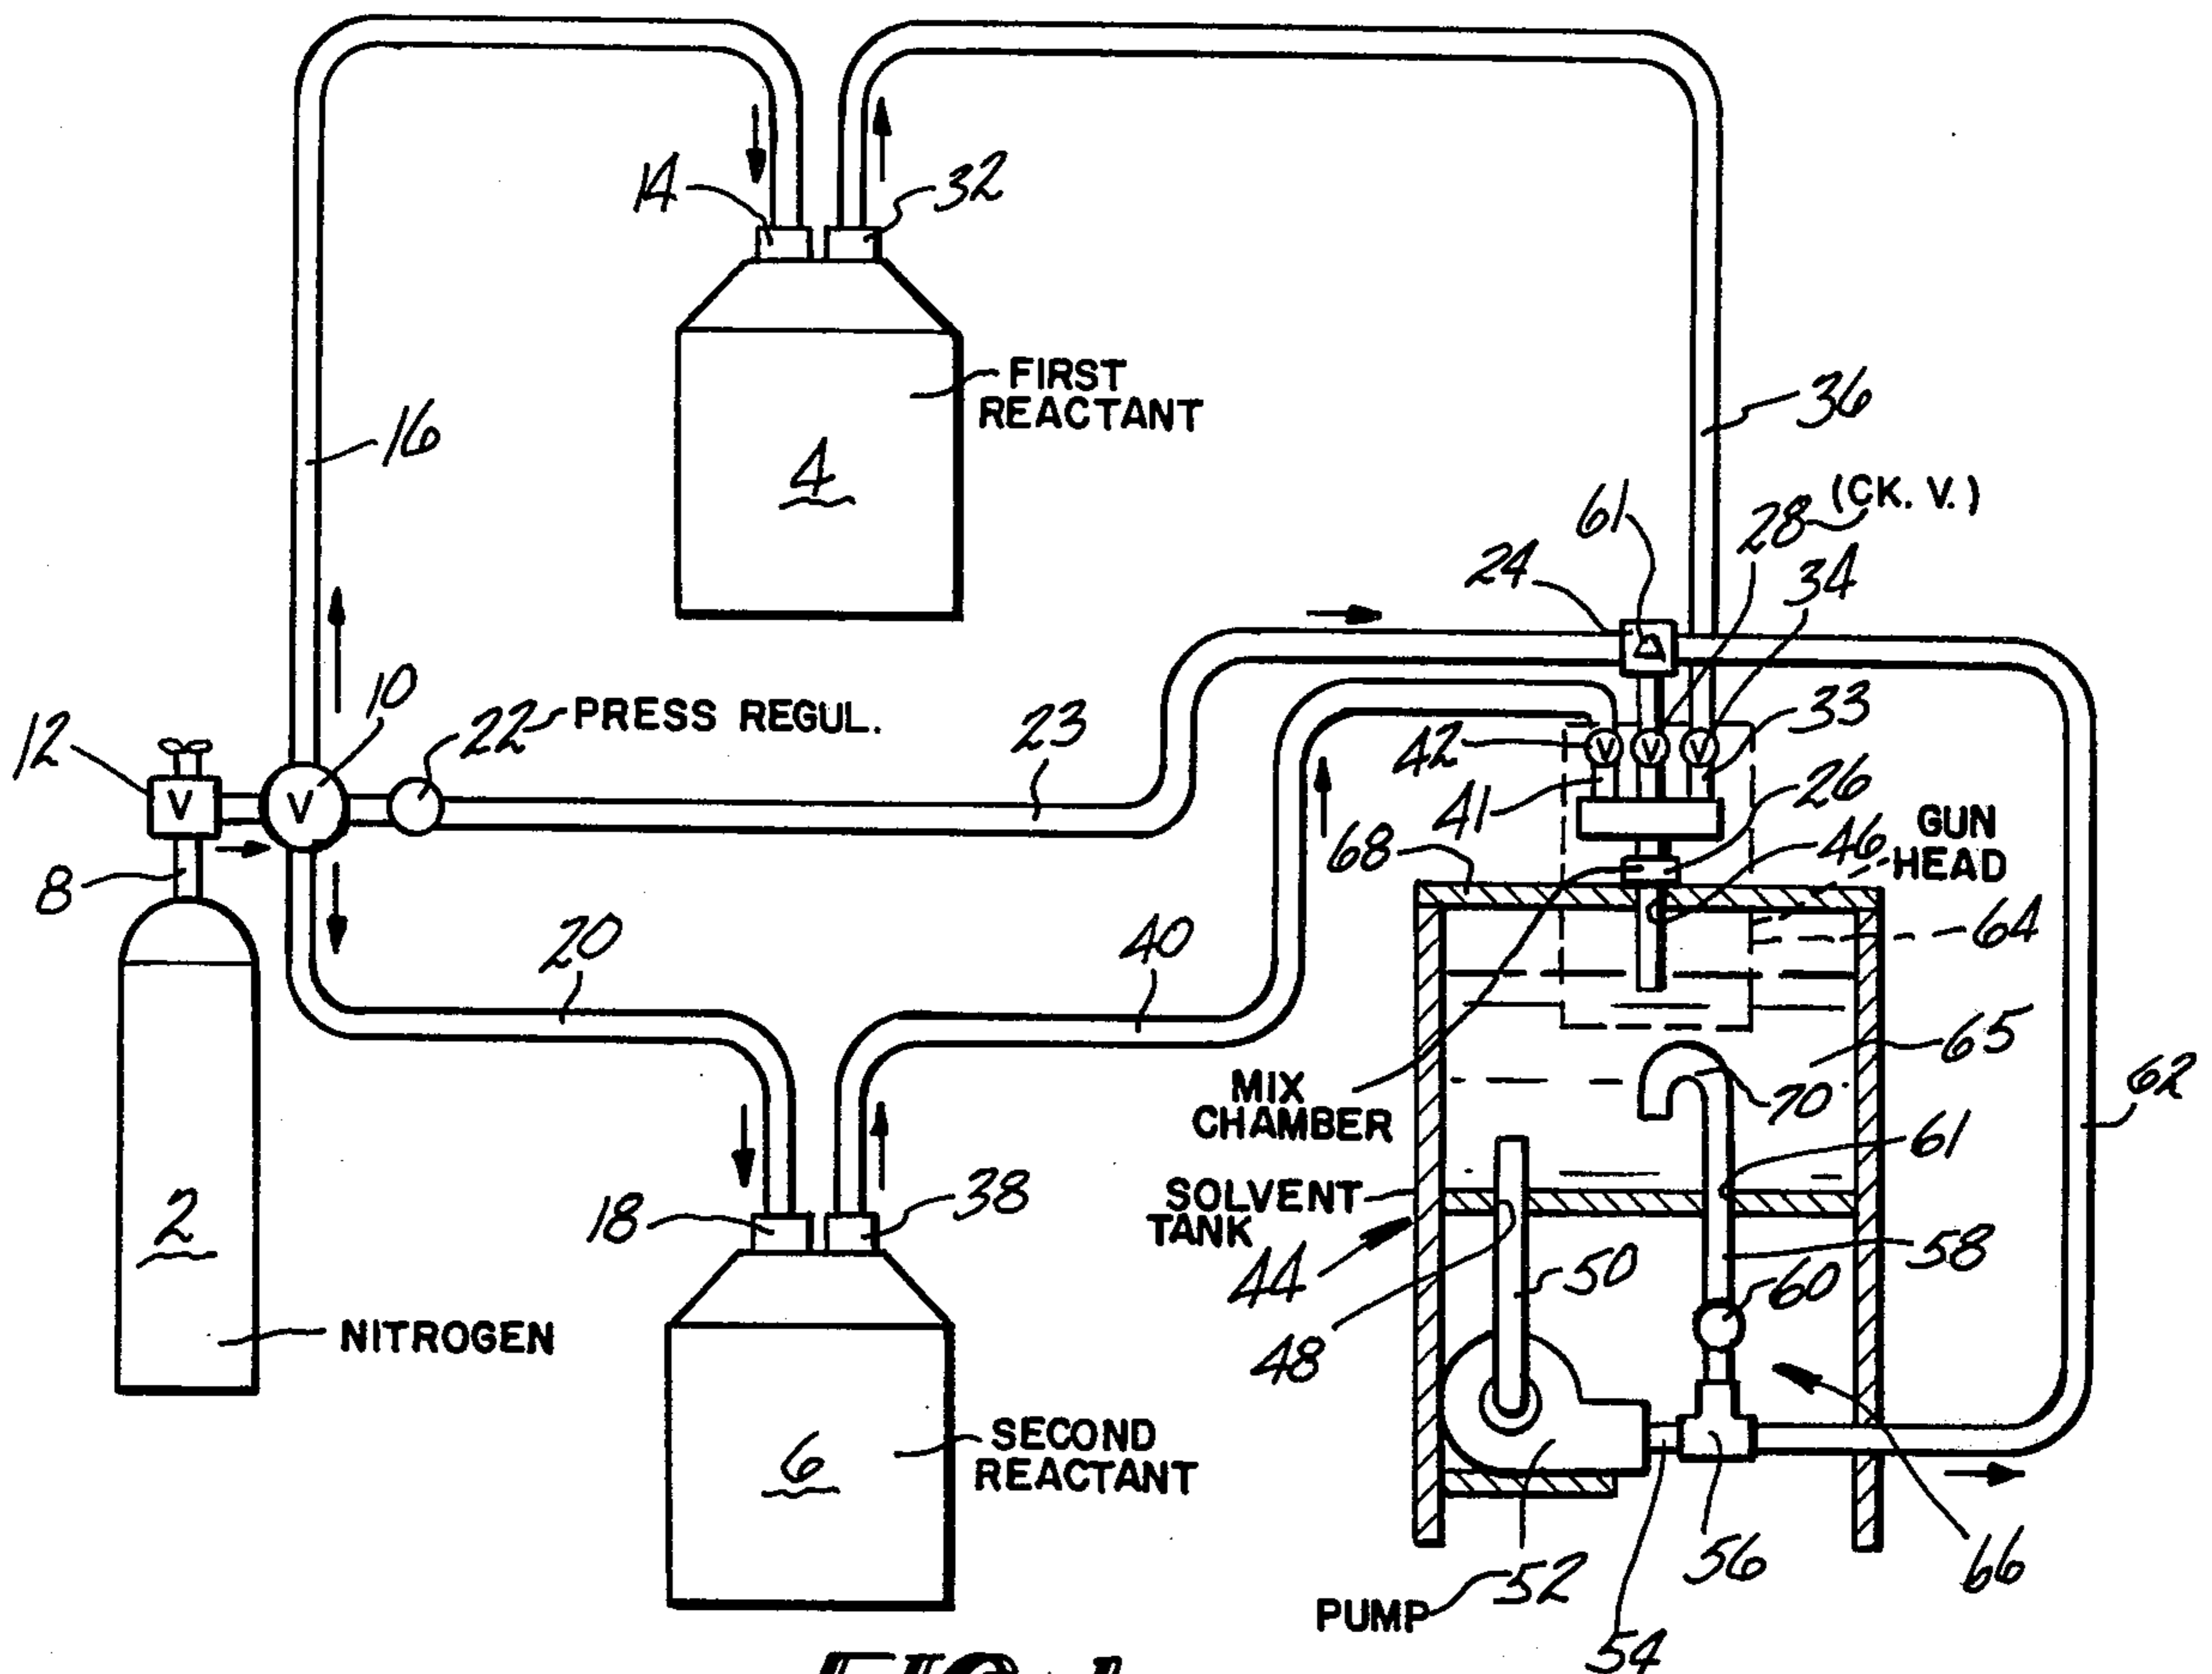 14
32
FIRST
REACTANT
4
16
36
(CK. V.)
28
61
24
34
10
12
22
PRESS REGUL.
23
42
33
V
V
V
V
V
41
26
GUN
HEAD
46
68
8
20
40
64
65
MIX
CHAMBER
70
62
61
2
18
38
SOLVENT
TANK
44
58
50
60
48
NITROGEN
SECOND
REACTANT
6
66
56
52
PUMP
54
FIG. 1